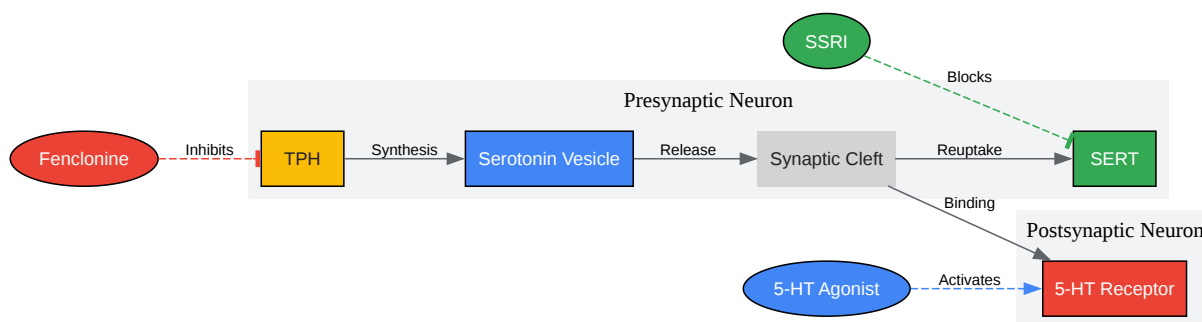 SSRI
Blocks
Presynaptic Neuron
Fenclonine
Inhibits
TPH
Synthesis
Serotonin Vesicle
Release
Synaptic Cleft
Reuptake
SERT
Binding
Postsynaptic Neuron
5-HT Agonist
Activates
5-HT Receptor